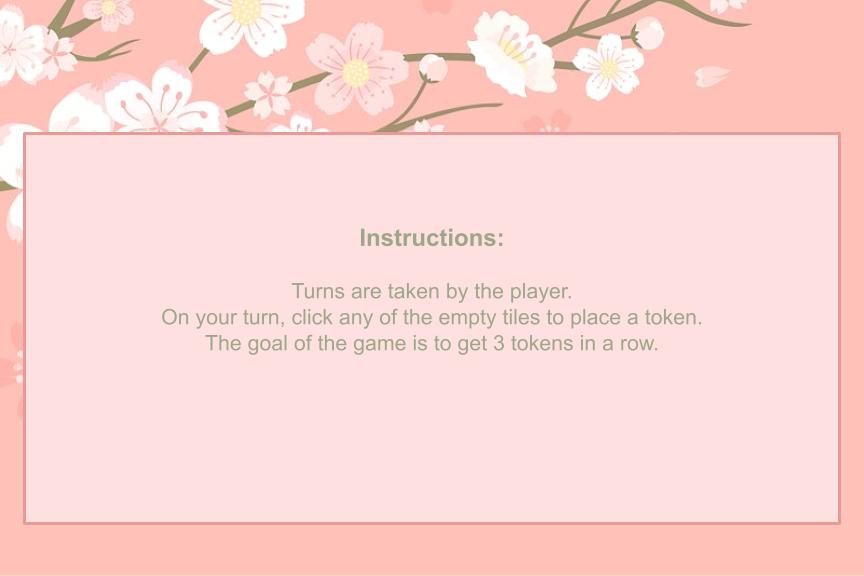 Instructions:
Turns are taken by the player.
On your turn, click any of the empty tiles to place a token.
The goal of the game is to get 3 tokens in a row.